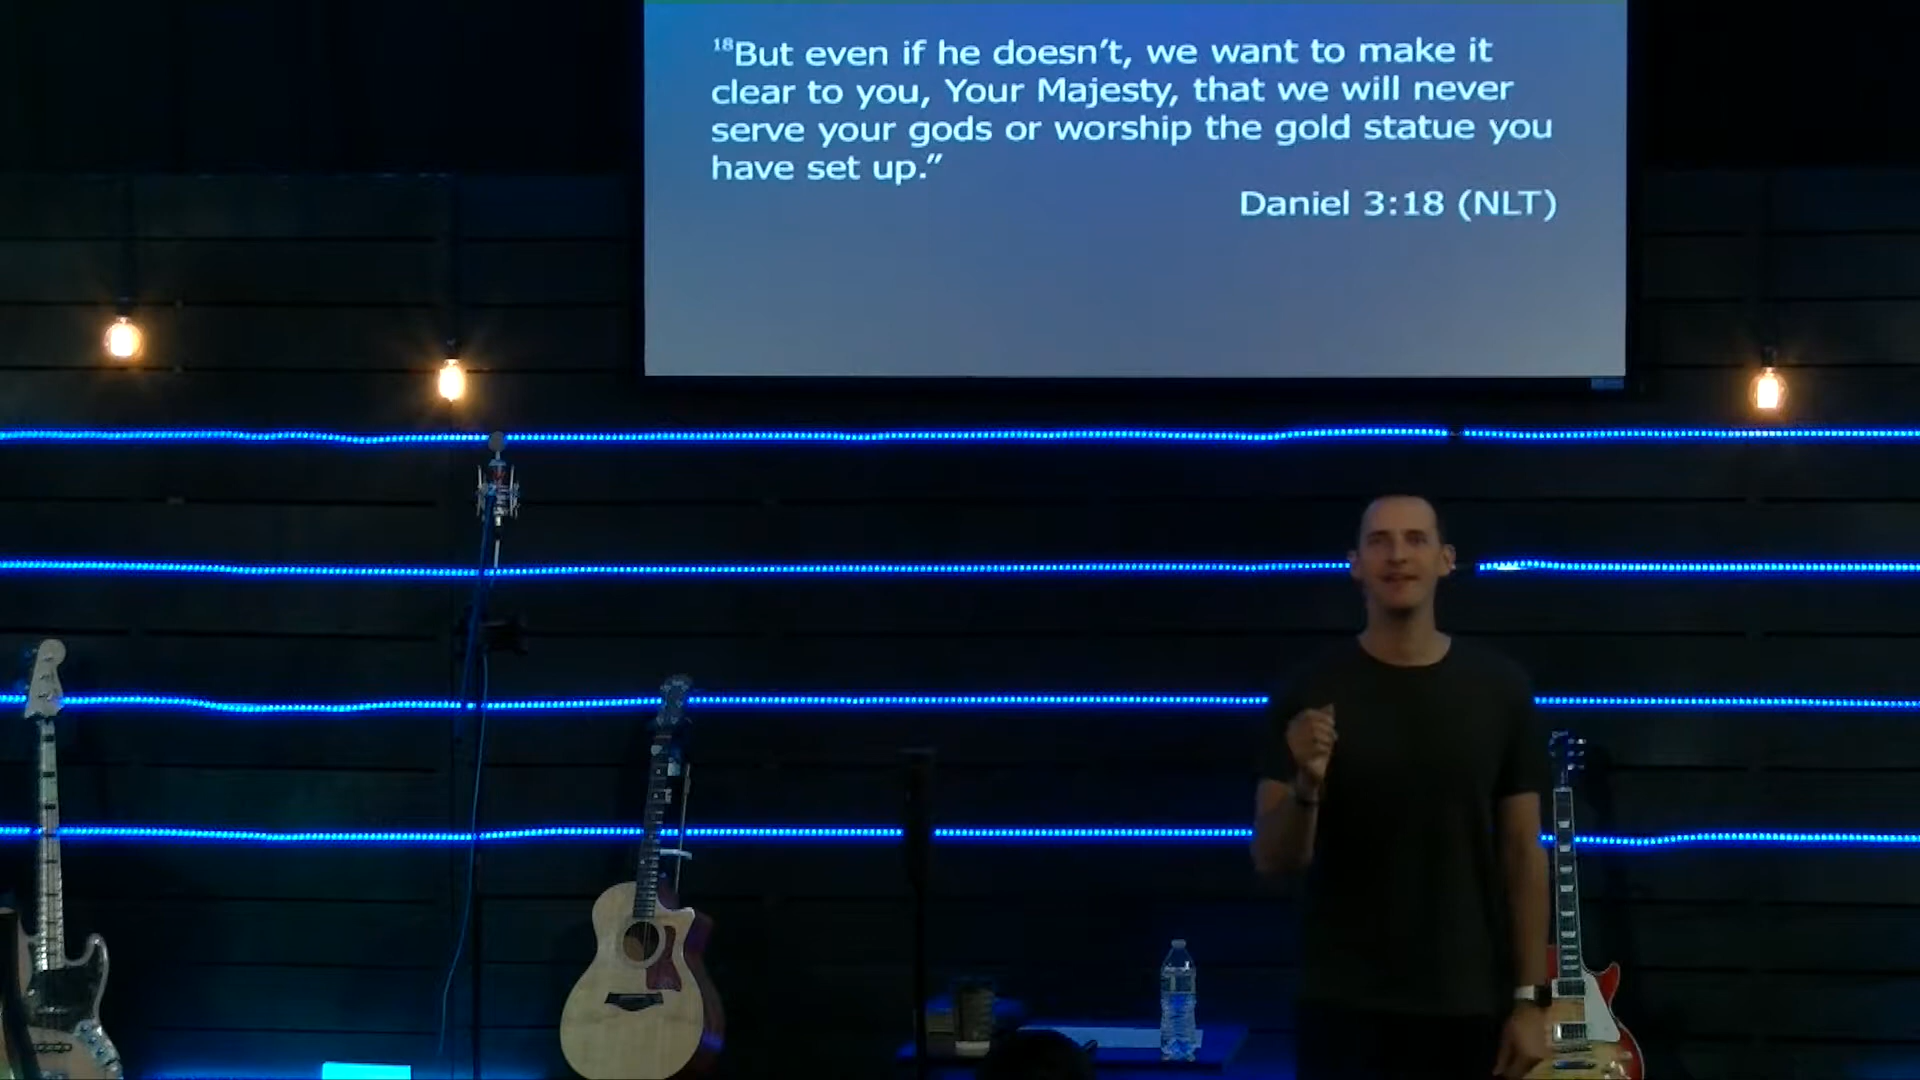 ¹⁸But even if he doesn’t, we want to make it
clear to you, Your Majesty, that we will never
serve your gods or worship the gold statue you
have set up.”
Daniel 3:18 (NLT)